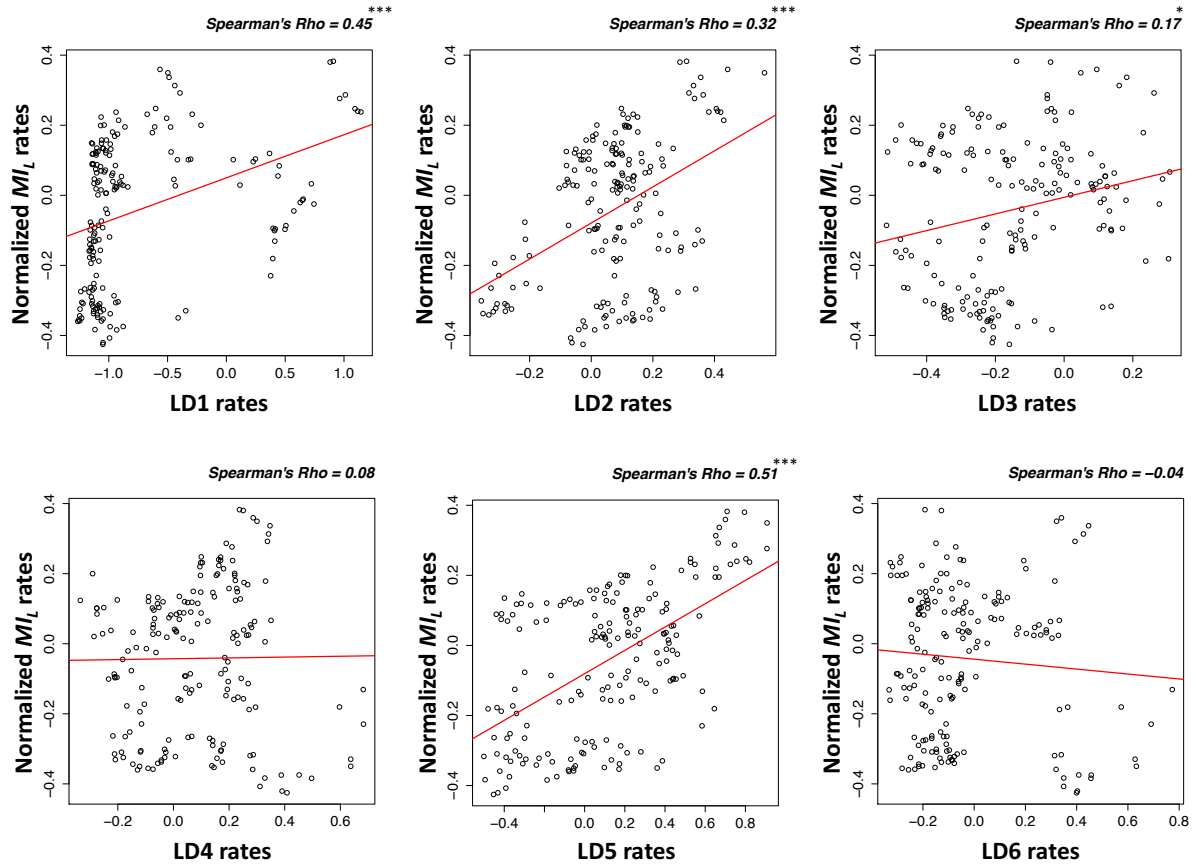 ***
Spearman's Rho = 0.45
Normalized MI_L rates
0.4
0.2
0.0
−0.2
−0.4
−1.0 −0.5 0.0 0.5 1.0
LD1 rates
***
Spearman's Rho = 0.32
Normalized MI_L rates
0.4
0.2
0.0
−0.2
−0.4
−0.2 0.0 0.2 0.4
LD2 rates
*
Spearman's Rho = 0.17
Normalized MI_L rates
0.4
0.2
0.0
−0.2
−0.4
−0.4 −0.2 0.0 0.2
LD3 rates
Spearman's Rho = 0.08
Normalized MI_L rates
0.4
0.2
0.0
−0.2
−0.4
−0.2 0.0 0.2 0.4 0.6
LD4 rates
***
Spearman's Rho = 0.51
Normalized MI_L rates
0.4
0.2
0.0
−0.2
−0.4
−0.4 −0.2 0.0 0.2 0.4 0.6 0.8
LD5 rates
Spearman's Rho = −0.04
Normalized MI_L rates
0.4
0.2
0.0
−0.2
−0.4
−0.2 0.0 0.2 0.4 0.6 0.8
LD6 rates